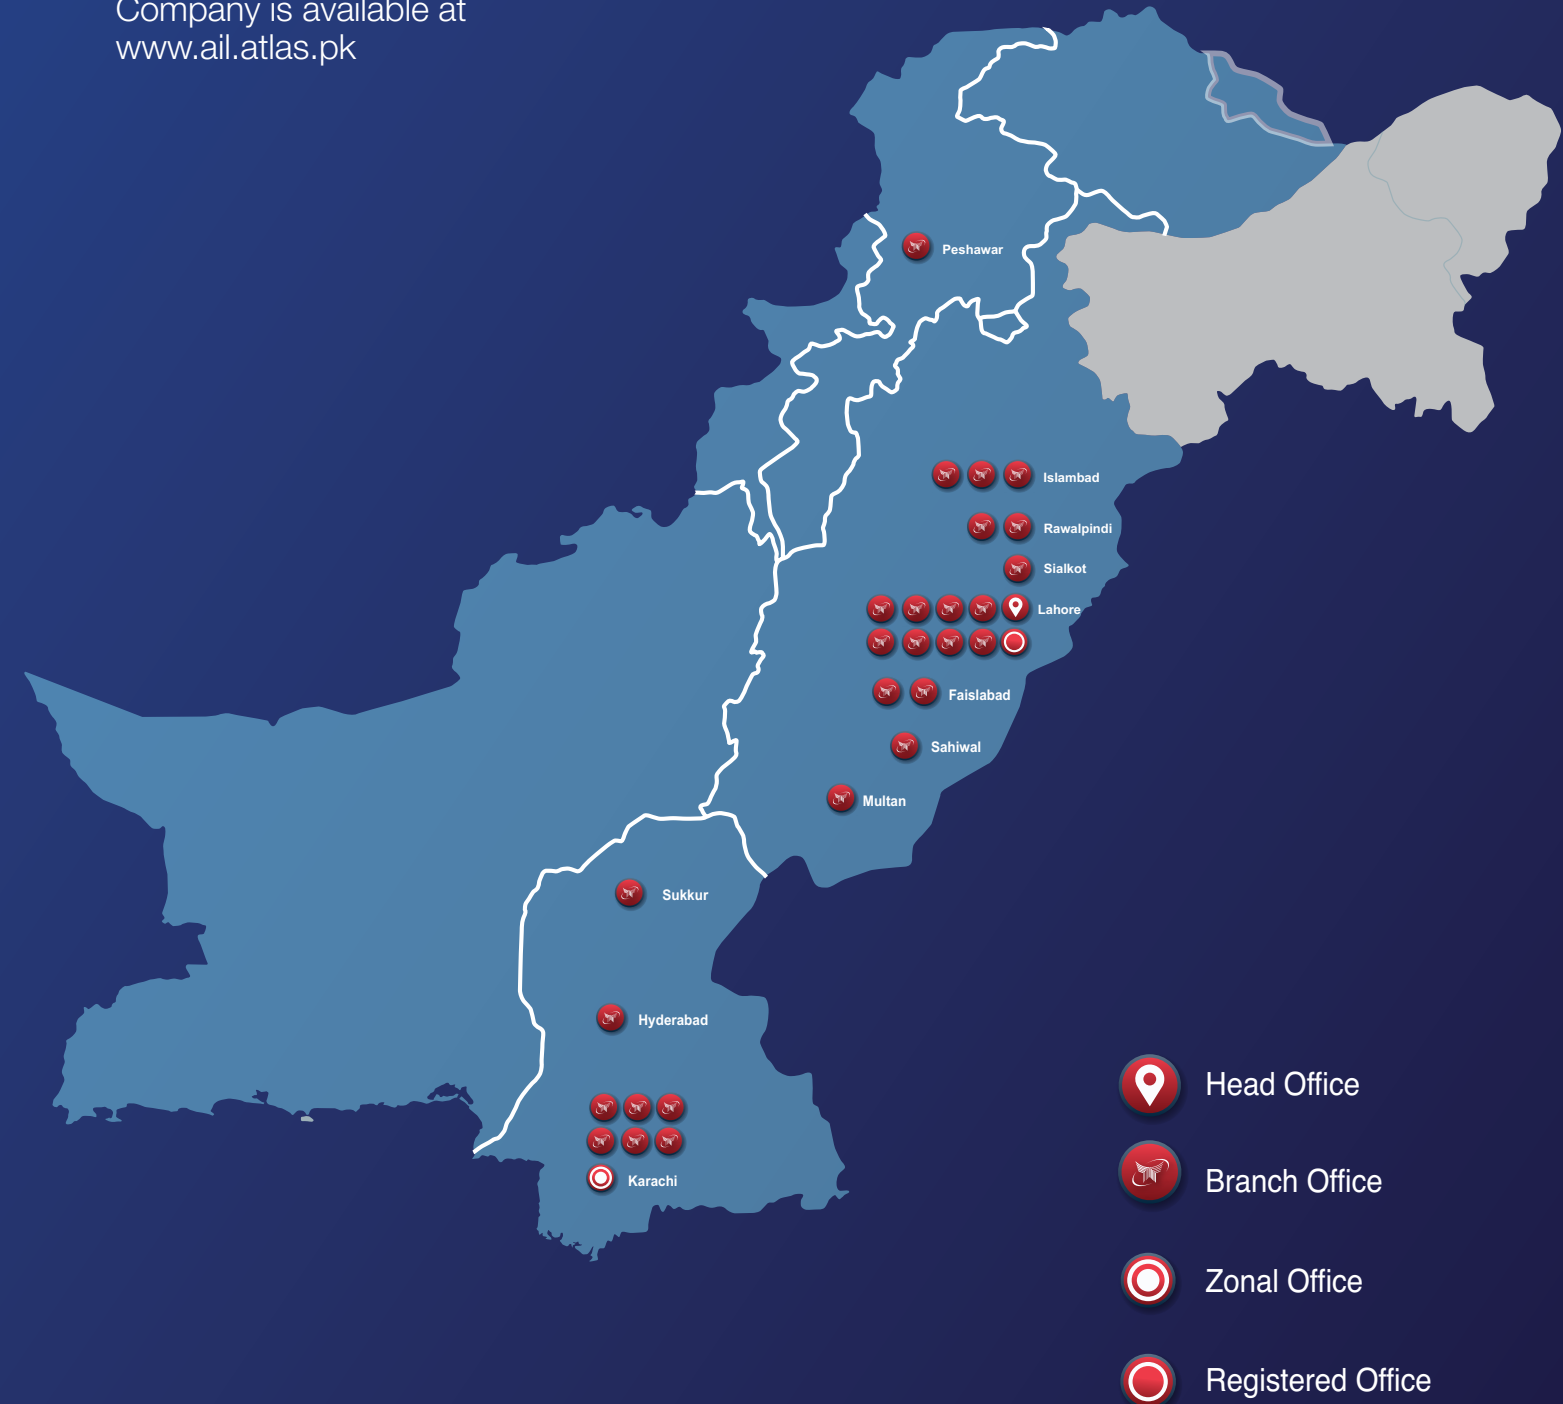 Company is available at
www.ail.atlas.pk
Peshawar
Islambad
Rawalpindi
Sialkot
Lahore
Faislabad
Sahiwal
Multan
Sukkur
Hyderabad
Karachi
Head Office
Branch Office
Zonal Office
Registered Office